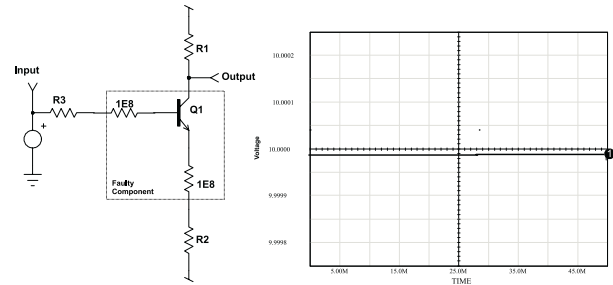 R1
Input
Output
R3
1E8
Q1
+
1E8
Faulty
Component
R2
10.0002
10.0001
10.0000
9.9999
9.9998
Voltage
5.00M
15.0M
25.0M
35.0M
45.0M
TIME
1